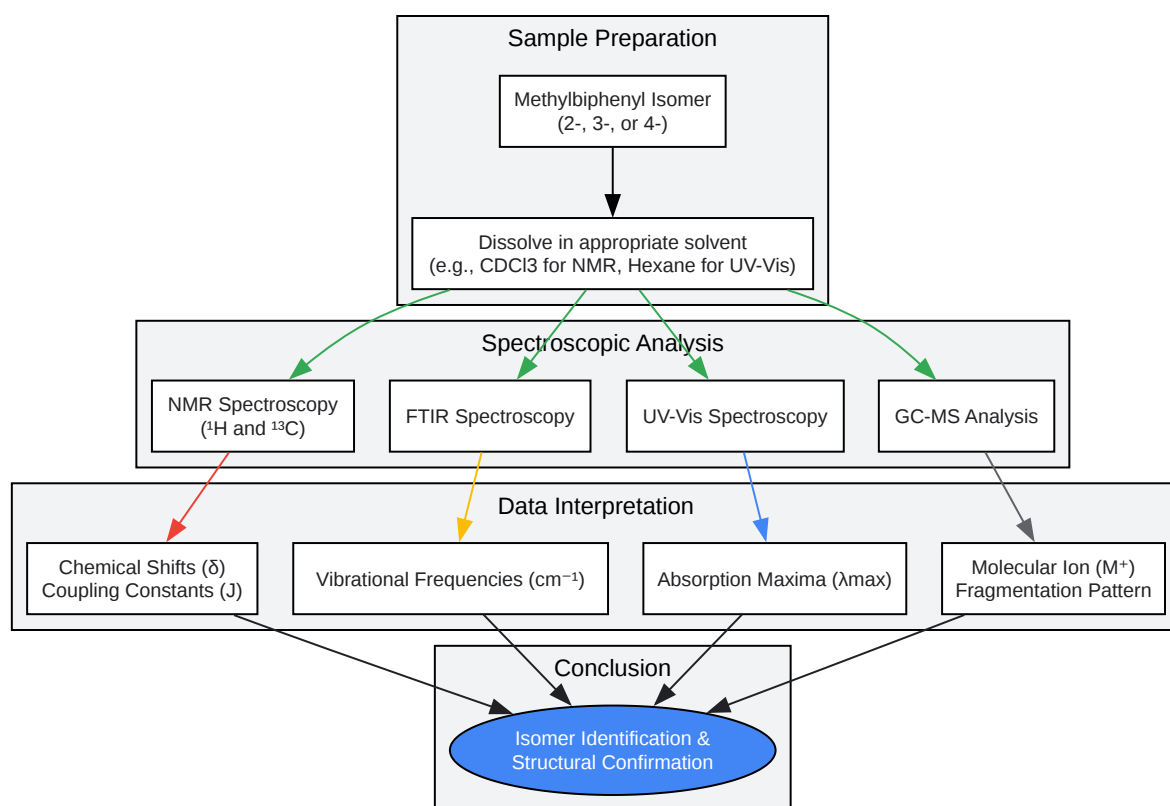 Sample Preparation
Methylbiphenyl Isomer
(2-, 3-, or 4-)
Dissolve in appropriate solvent
(e.g., CDCl3 for NMR, Hexane for UV-Vis)
Spectroscopic Analysis
NMR Spectroscopy
(¹H and ¹³C)
FTIR Spectroscopy
UV-Vis Spectroscopy
GC-MS Analysis
Data Interpretation
Chemical Shifts (δ)
Coupling Constants (J)
Vibrational Frequencies (cm⁻¹)
Absorption Maxima (λmax)
Molecular Ion (M⁺)
Fragmentation Pattern
Conclusion
Isomer Identification &
Structural Confirmation